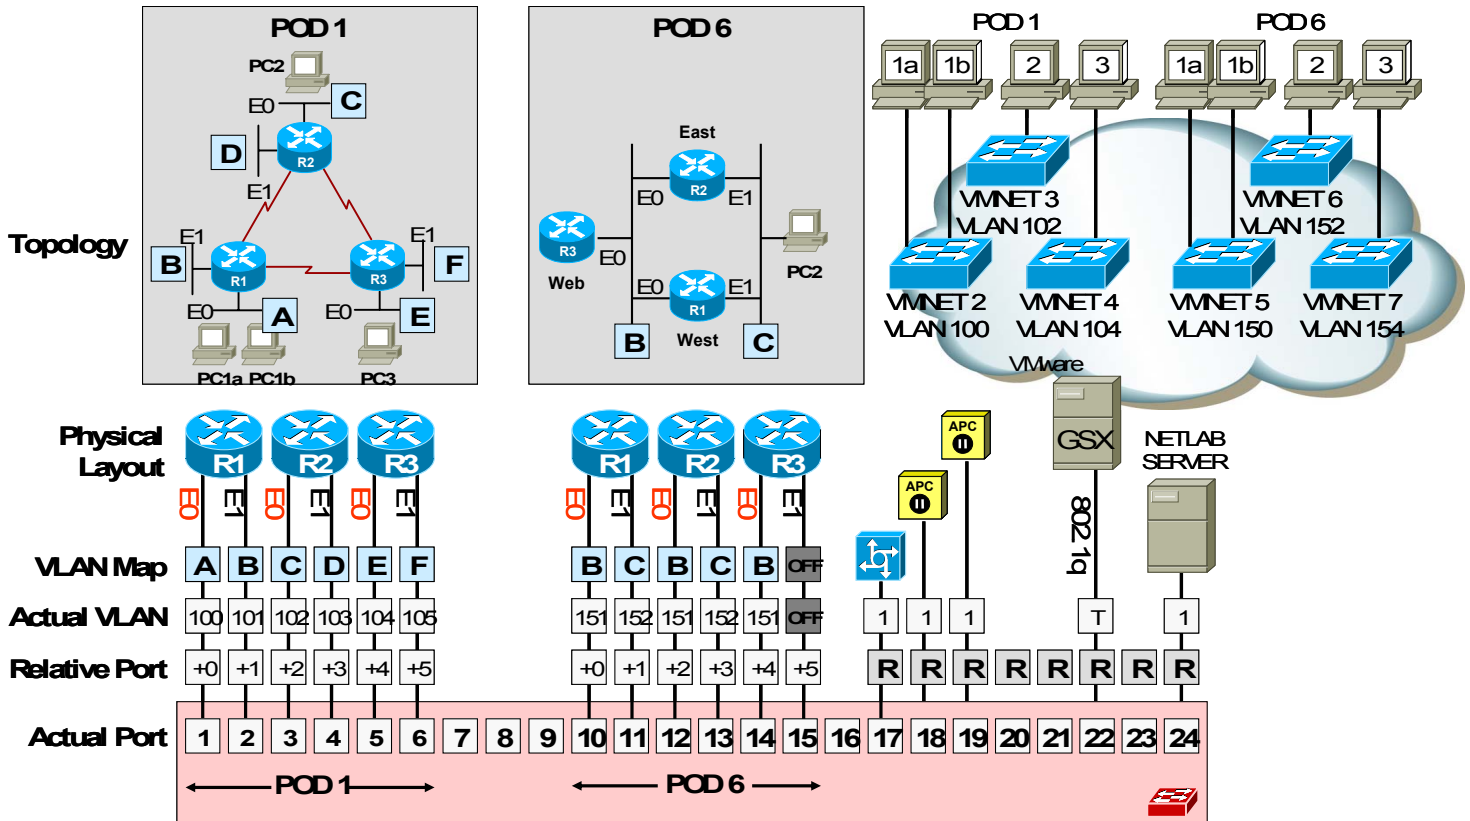 POD 1
PC2
C
E0
R2
D
E1
E1
E1
B
R1
R3
F
E0
A
E0
E
PC1a PC1b
PC3
POD 6
East
R2
E0
E1
R3
E0
Web
PC2
E0
E1
R1
B
West
C
POD 1
POD 6
1a
1b
2
3
1a
1b
2
3
VMNET 3
VLAN 102
VMNET 6
VLAN 152
VMNET 2
VLAN 100
VMNET 4
VLAN 104
VMNET 5
VLAN 150
VMNET 7
VLAN 154
VMware
Topology
Physical
Layout
R1 R2 R3
R1 R2 R3
E0 E1 E0 E1 E0 E1
E0 E1 E0 E1 E0 E1
APC
APC
GSX
802 1q
NETLAB
SERVER
VLAN Map A B C D E F B C B C B OFF
Actual VLAN 100 101 102 103 104 105 151 152 151 152 151 OFF 1 1 1 T 1
Relative Port +0 +1 +2 +3 +4 +5 +0 +1 +2 +3 +4 +5 R R R R R R R R
Actual Port 1 2 3 4 5 6 7 8 9 10 11 12 13 14 15 16 17 18 19 20 21 22 23 24
POD 1
POD 6